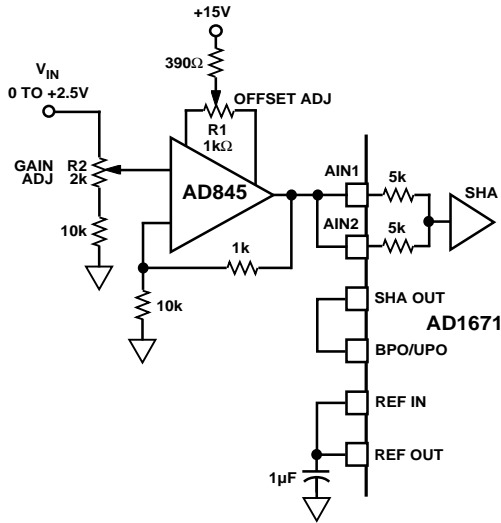 +15V
390Ω
V_IN
0 TO +2.5V
OFFSET ADJ
R1
1kΩ
GAIN
ADJ
R2
2k
AD845
AIN1
5k
SHA
AIN2
5k
10k
1k
10k
SHA OUT
AD1671
BPO/UPO
REF IN
REF OUT
1µF